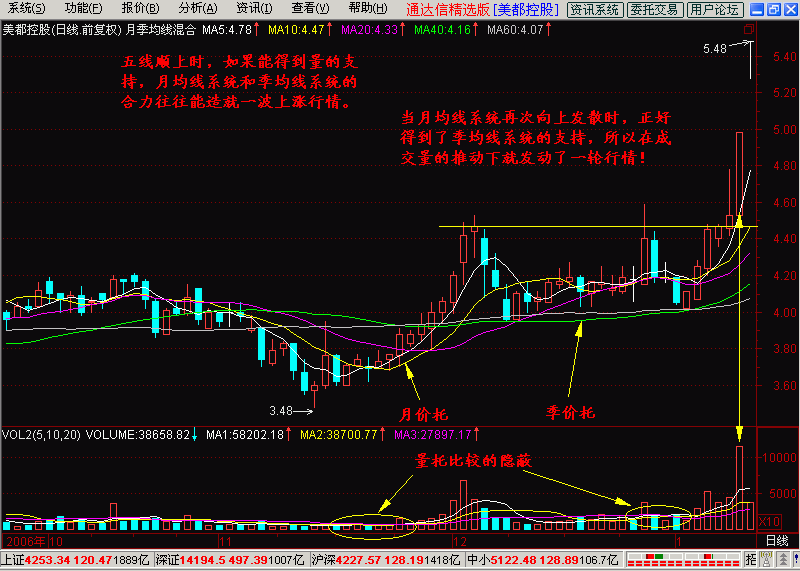 系统(S) 功能(F) 报价(B) 分析(A) 资讯(I) 查看(V) 帮助(H) 通达信精选版 [美都控股] 资讯系统 委托交易 用户论坛
美都控股(日线.前复权) 月季均线混合 MA5:4.78↑ MA10:4.47↑ MA20:4.33↑ MA40:4.16↑ MA60:4.07↑
5.48
五线顺上时，如果能得到量的支
持，月均线系统和季均线系统的
合力往往能造就一波上涨行情。
当月均线系统再次向上发散时，正好
得到了季均线系统的支持，所以在成
交量的推动下就发动了一轮行情！
5.40
5.20
5.00
4.80
4.60
4.40
4.20
4.00
3.80
3.60
3.48
月价托
季价托
VOL2(5,10,20) VOLUME:38658.82↓ MA1:58202.18↑ MA2:38700.77↑ MA3:27897.17↑
量托比较的隐蔽
10000
5000
X10
2006年 10 11 12 1 日线
上证4253.34 120.47 1889亿 深证14194.5 497.39 1007亿 沪深4227.57 128.19 1418亿 中小5122.48 128.89 106.7亿 招